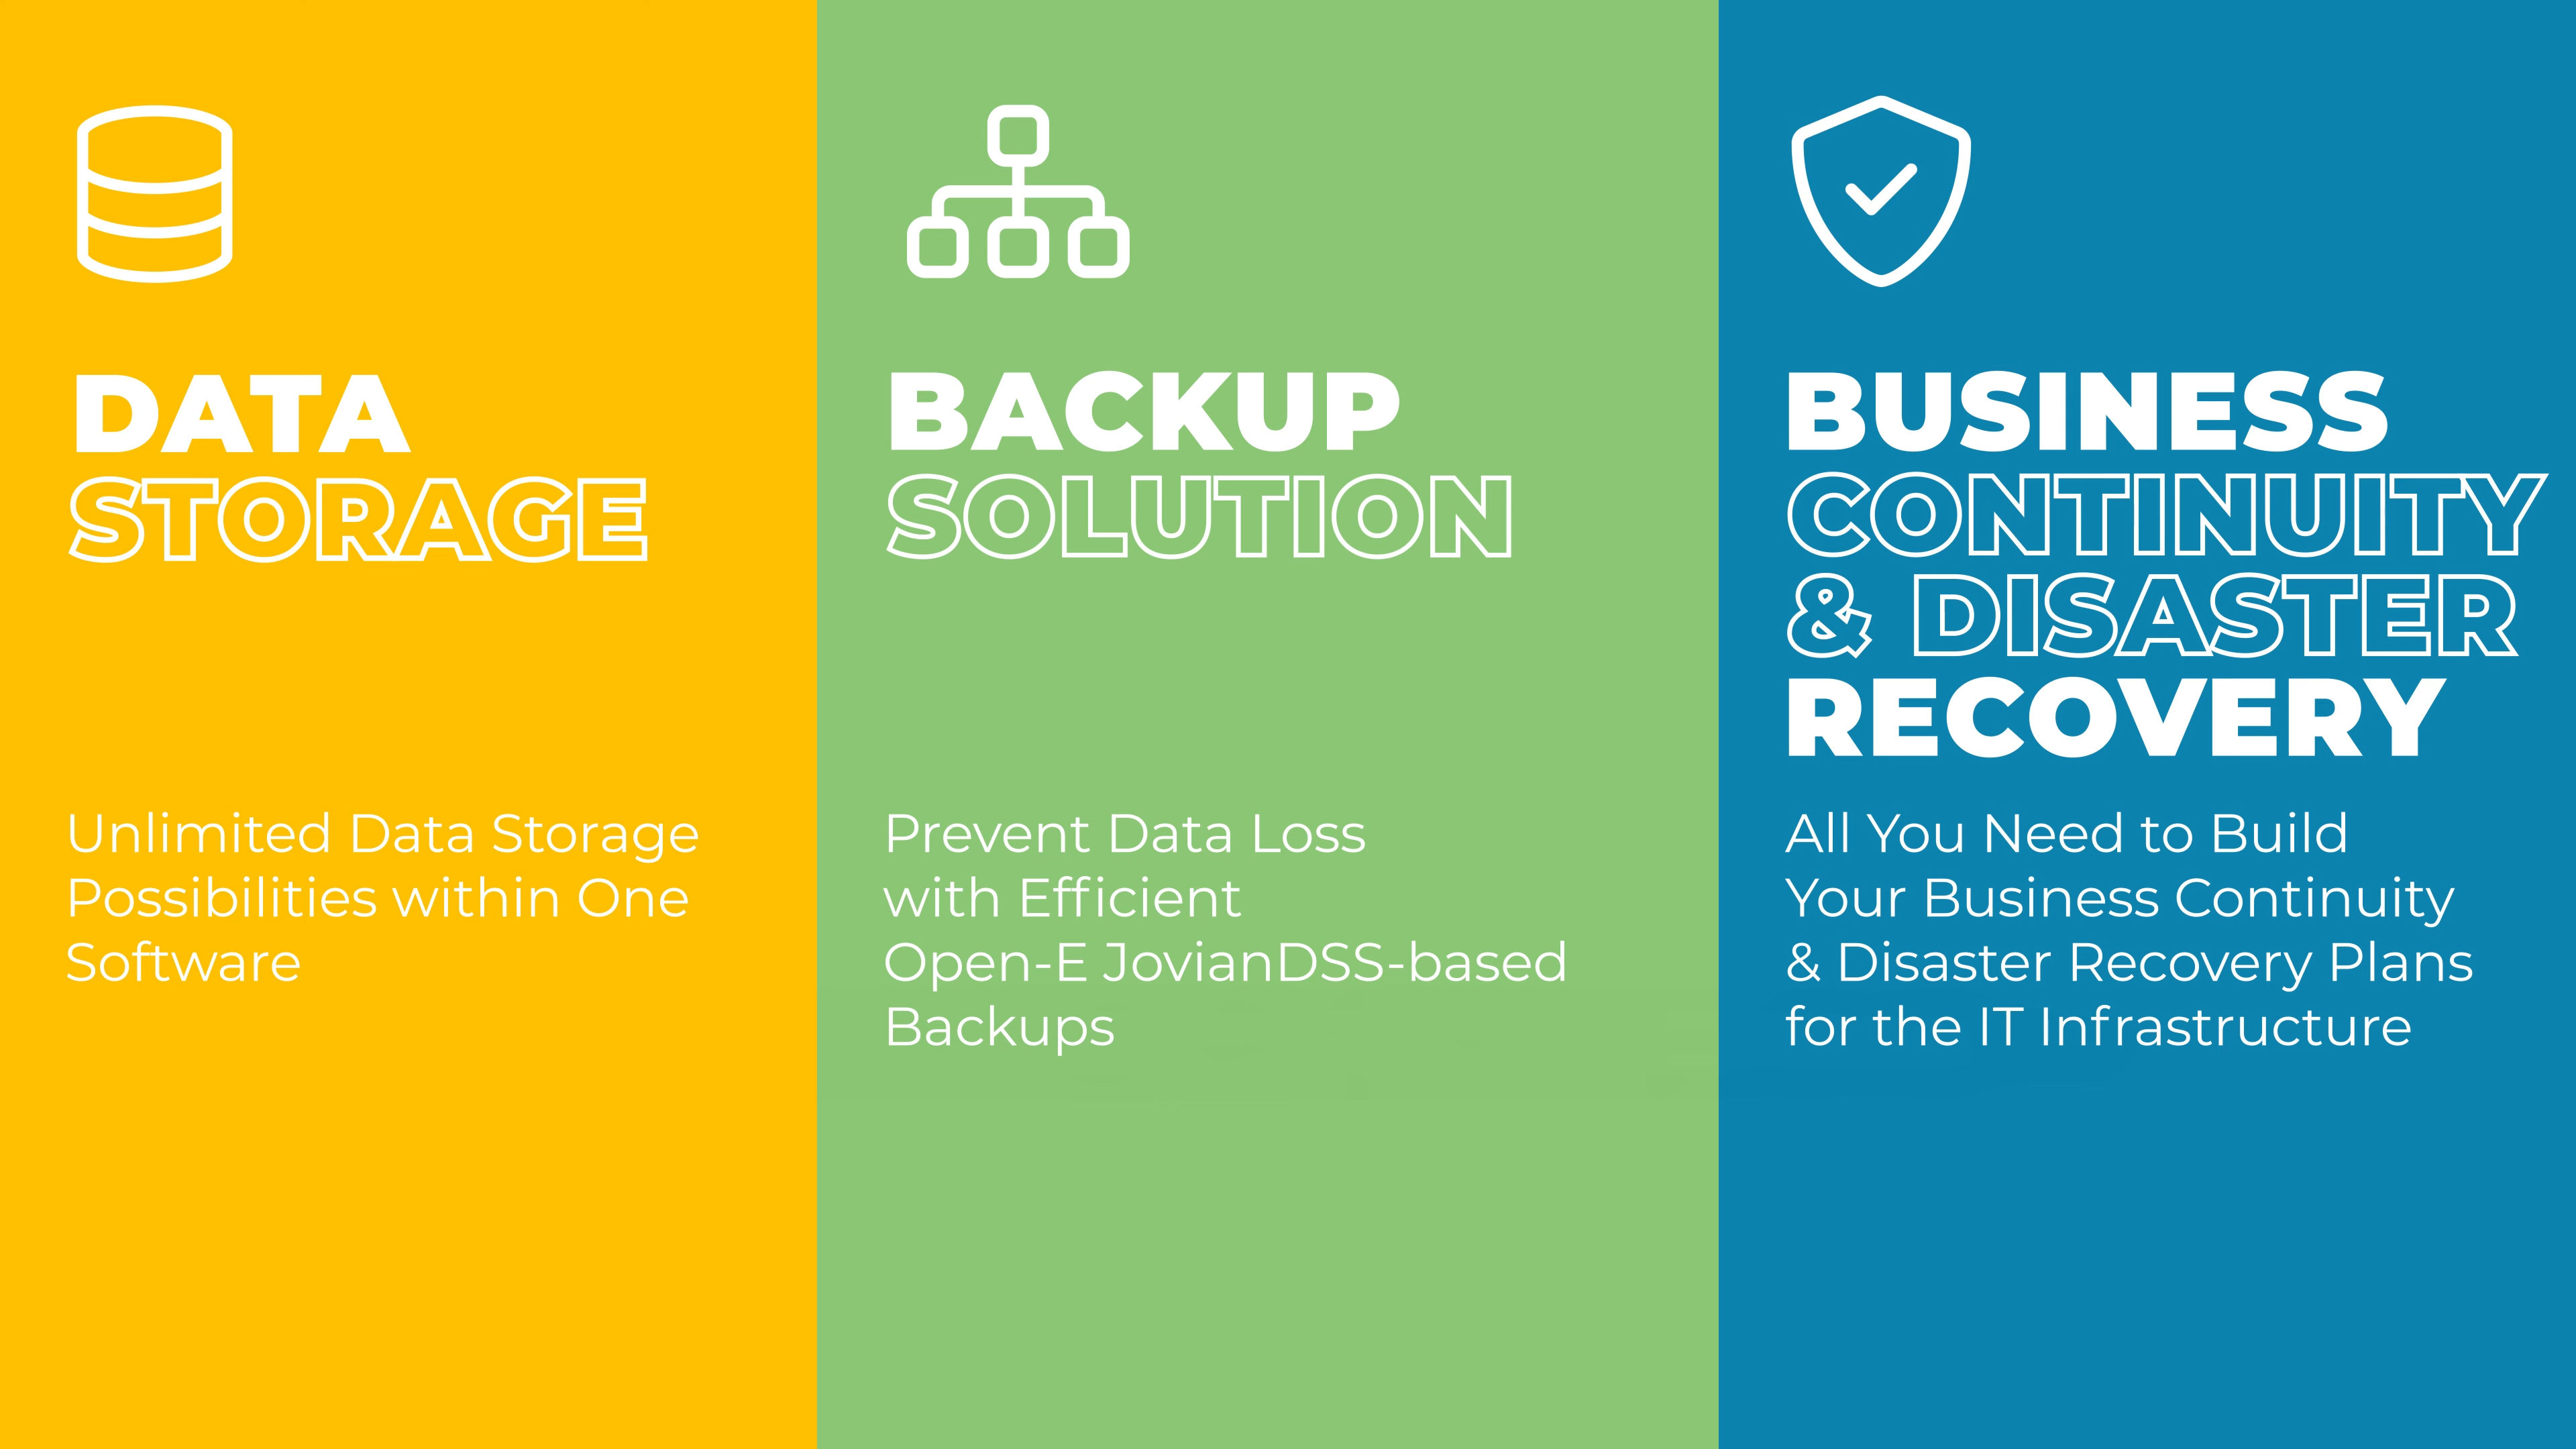 DATA
STORAGE
Unlimited Data Storage
Possibilities within One
Software
BACKUP
SOLUTION
Prevent Data Loss
with Efficient
Open-E JovianDSS-based
Backups
BUSINESS
CONTINUITY
& DISASTER
RECOVERY
All You Need to Build
Your Business Continuity
& Disaster Recovery Plans
for the IT Infrastructure